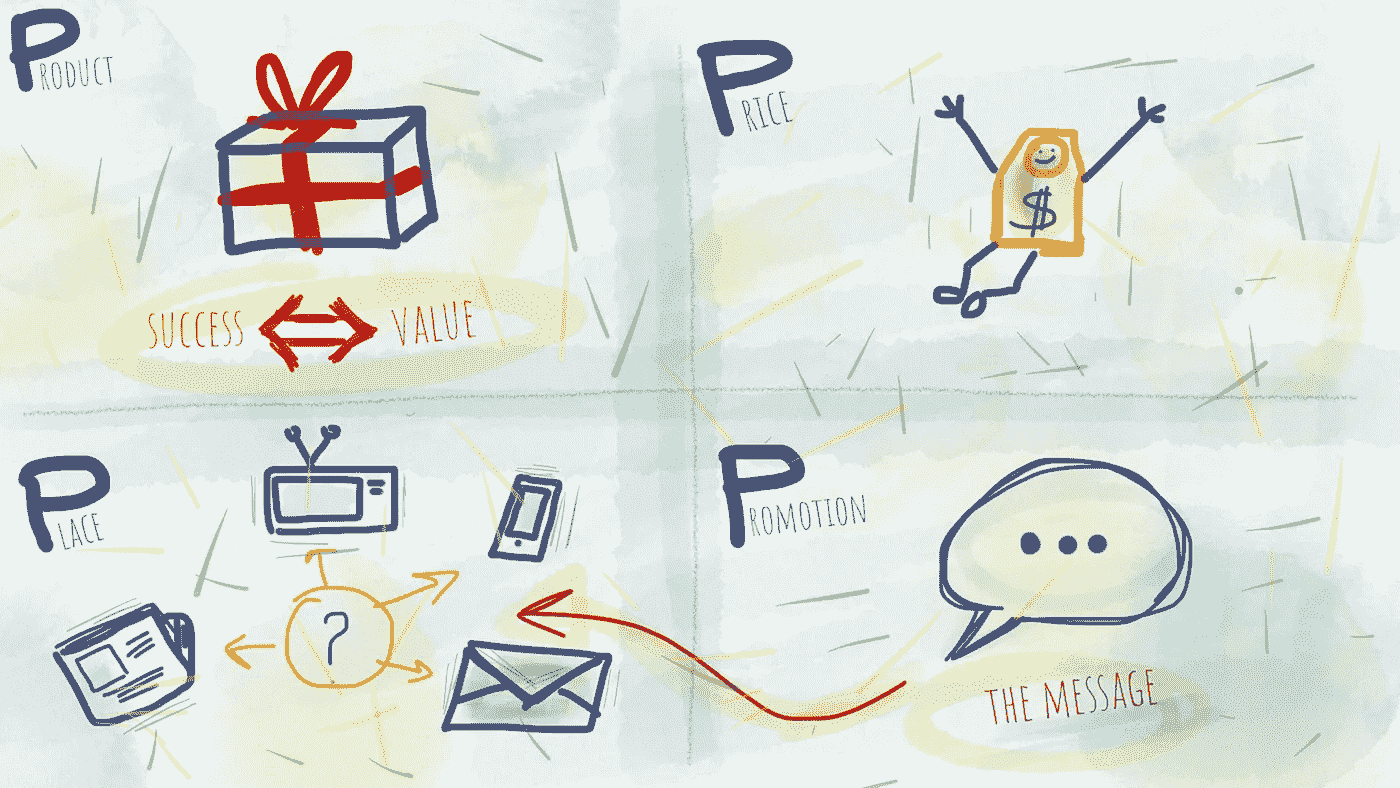 PRODUCT
SUCCESS VALUE
PRICE
$
PLACE
?
PROMOTION
THE MESSAGE